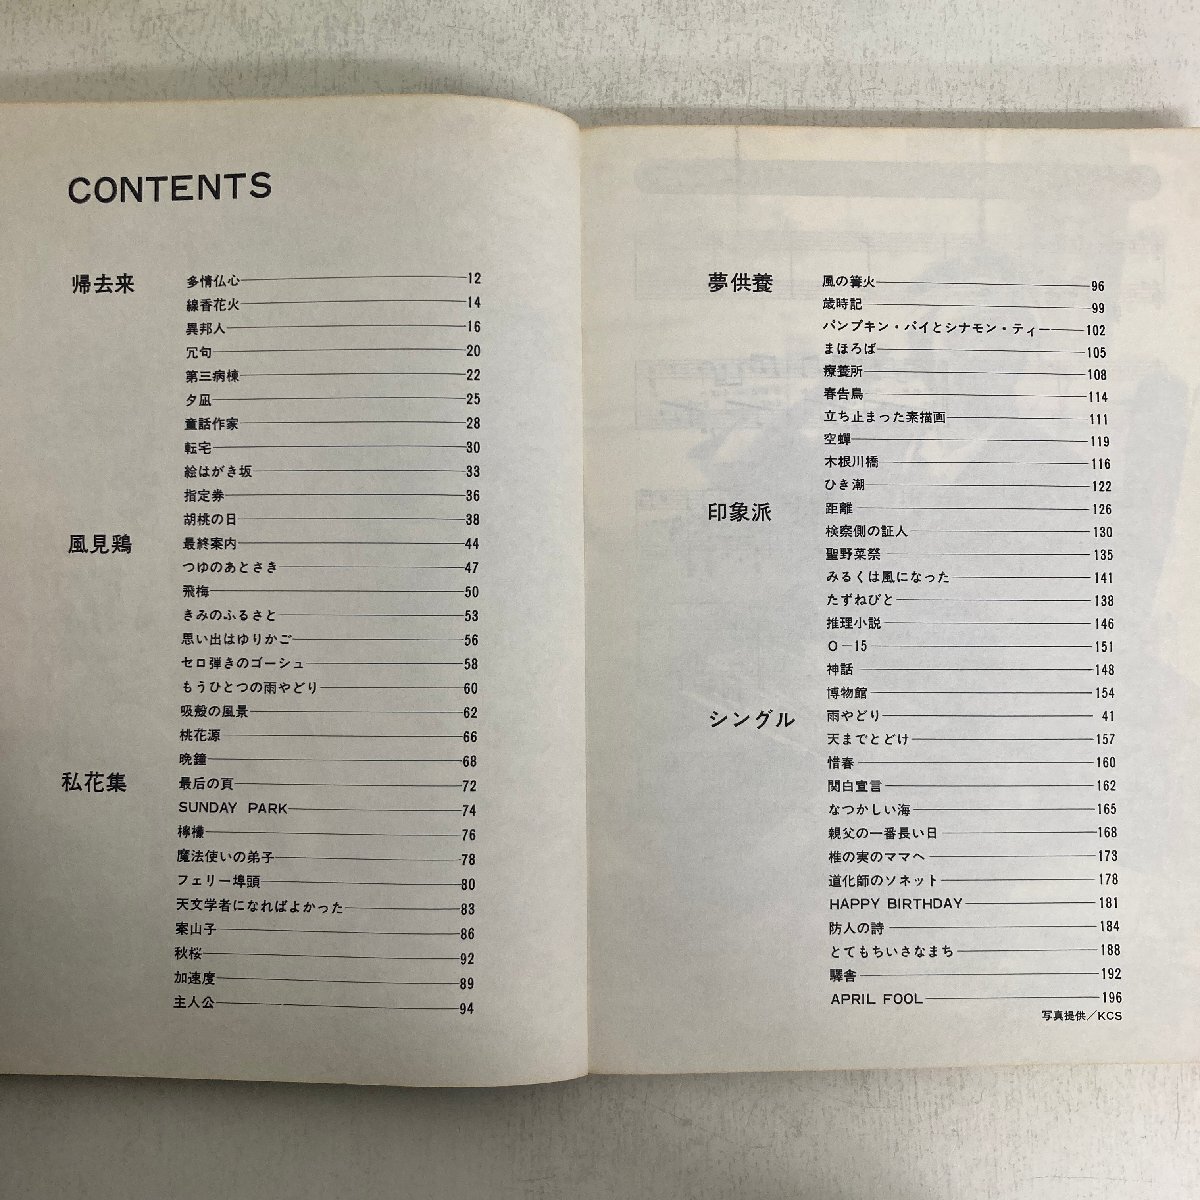 CONTENTS
帰去来
多情仏心 12
線香花火 14
異邦人 16
冗句 20
第三病棟 22
夕凪 25
童話作家 28
転宅 30
絵はがき坂 33
指定券 36
胡桃の日 38
風見鶏
最終案内 44
つゆのあとさき 47
飛梅 50
きみのふるさと 53
思い出はゆりかご 56
セロ弾きのゴーシュ 58
もうひとつの雨やどり 60
吸殻の風景 62
桃花源 66
晩鐘 68
私花集
最后の頁 72
SUNDAY PARK 74
檸檬 76
魔法使いの弟子 78
フェリー埠頭 80
天文学者になればよかった 83
案山子 86
秋桜 92
加速度 89
主人公 94
夢供養
風の篝火 96
歳時記 99
パンプキン・パイとシナモン・ティー 102
まほろば 105
療養所 108
春告鳥 114
立ち止まった素描画 111
空蟬 119
木根川橋 116
ひき潮 122
印象派
距離 126
検察側の証人 130
聖野菜祭 135
みるくは風になった 141
たずねびと 138
推理小説 146
O-15 151
神話 148
博物館 154
シングル
雨やどり 41
天までとどけ 157
惜春 160
関白宣言 162
なつかしい海 165
親父の一番長い日 168
椎の実のママへ 173
道化師のソネット 178
HAPPY BIRTHDAY 181
防人の詩 184
とてもちいさなまち 188
驛舎 192
APRIL FOOL 196
写真提供/KCS